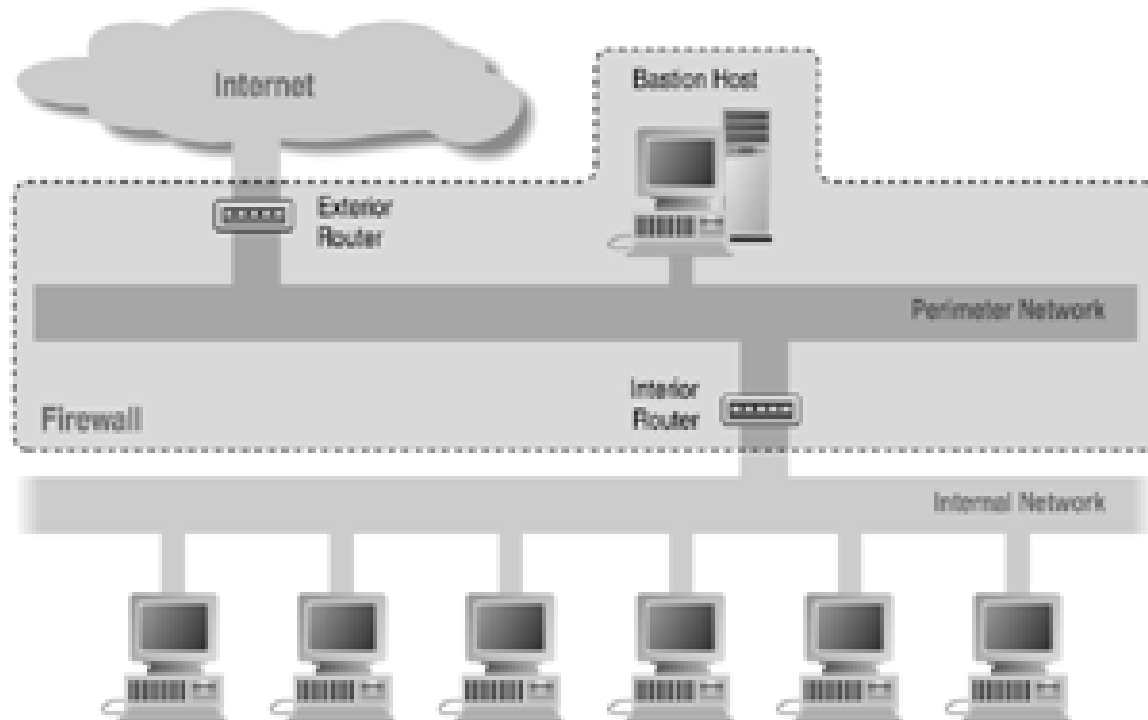 Internet
Bastion Host
Exterior
Router
Perimeter Network
Interior
Router
Firewall
Internal Network